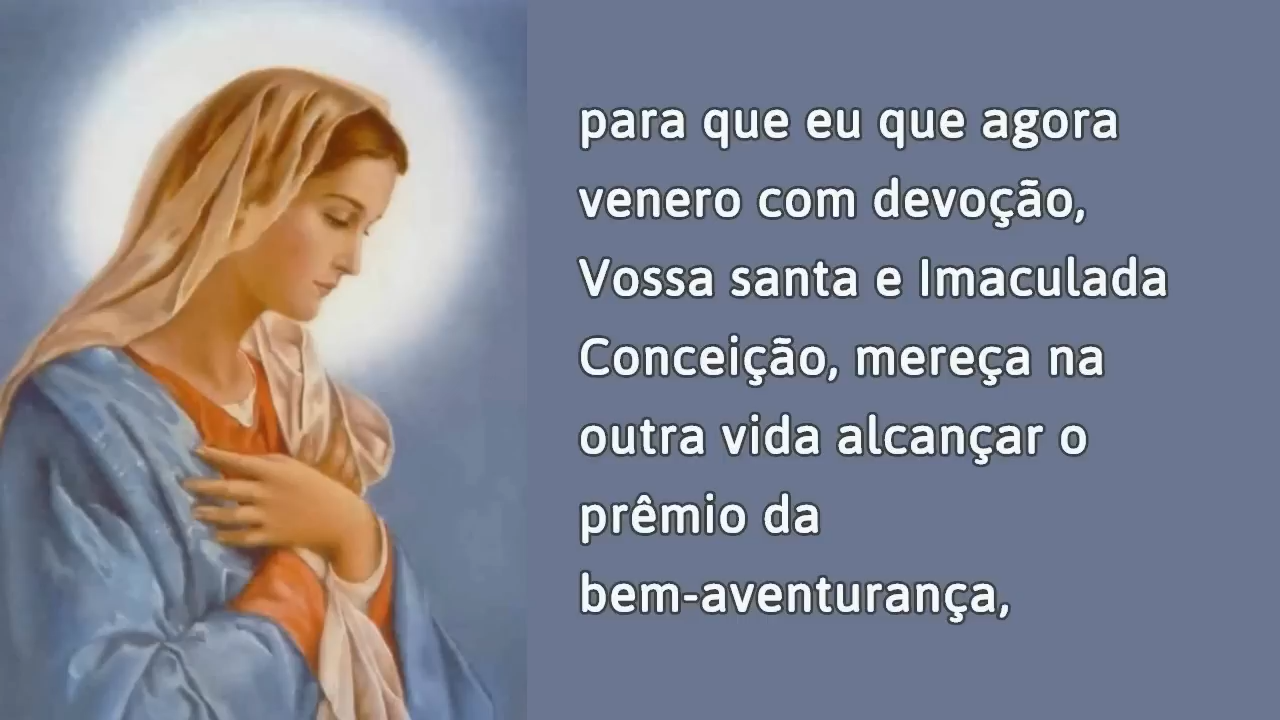 para que eu que agora
venero com devoção,
Vossa santa e Imaculada
Conceição, mereça na
outra vida alcançar o
prêmio da
bem-aventurança,